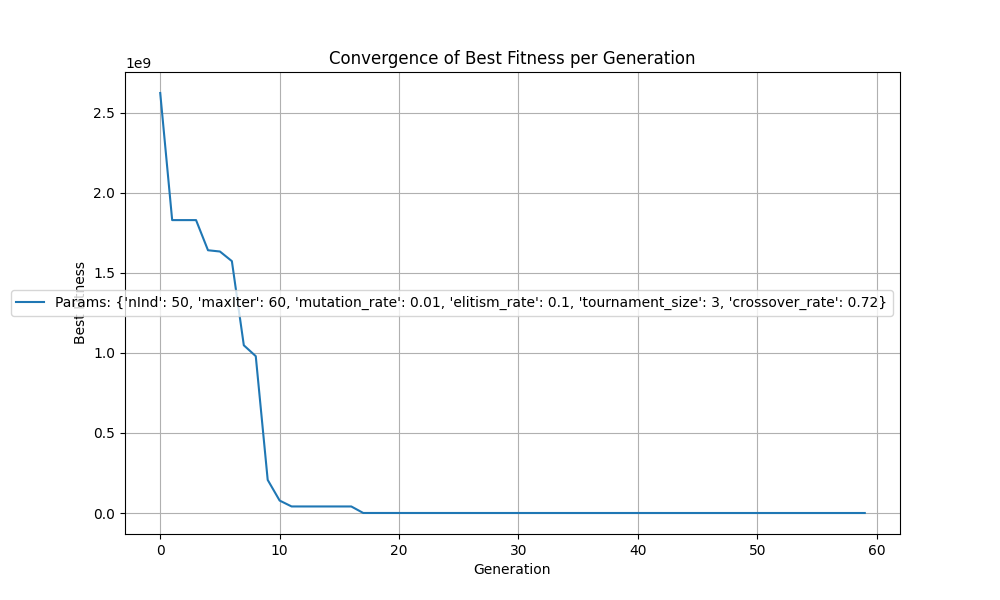 Convergence of Best Fitness per Generation
1e9
2.5
2.0
1.5
1.0
0.5
0.0
Best Fitness
Params: {'nInd': 50, 'maxIter': 60, 'mutation_rate': 0.01, 'elitism_rate': 0.1, 'tournament_size': 3, 'crossover_rate': 0.72}
0 10 20 30 40 50 60
Generation